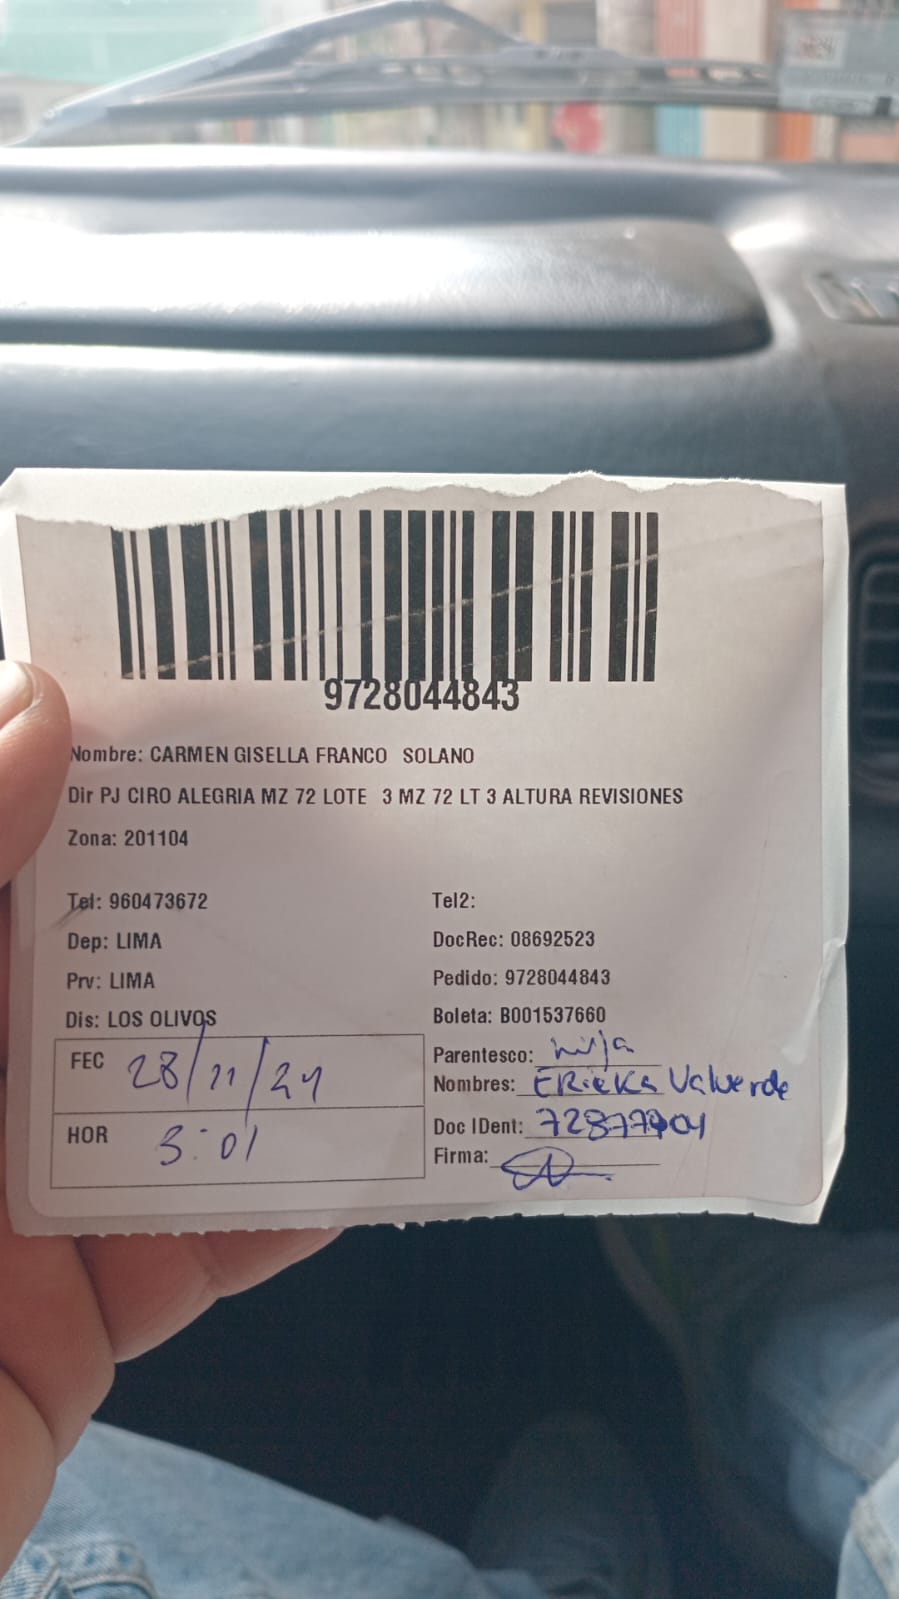 9728044843
Nombre: CARMEN GISELLA FRANCO SOLANO
Dir PJ CIRO ALEGRIA MZ 72 LOTE 3 MZ 72 LT 3 ALTURA REVISIONES
Zona: 201104
Tel: 960473672 Tel2:
Dep: LIMA DocRec: 08692523
Prv: LIMA Pedido: 9728044843
Dis: LOS OLIVOS Boleta: B001537660
FEC 28/11/24
HOR 3:01
Parentesco: hija
Nombres: ERicKa Valverde
Doc IDent:
Firma: